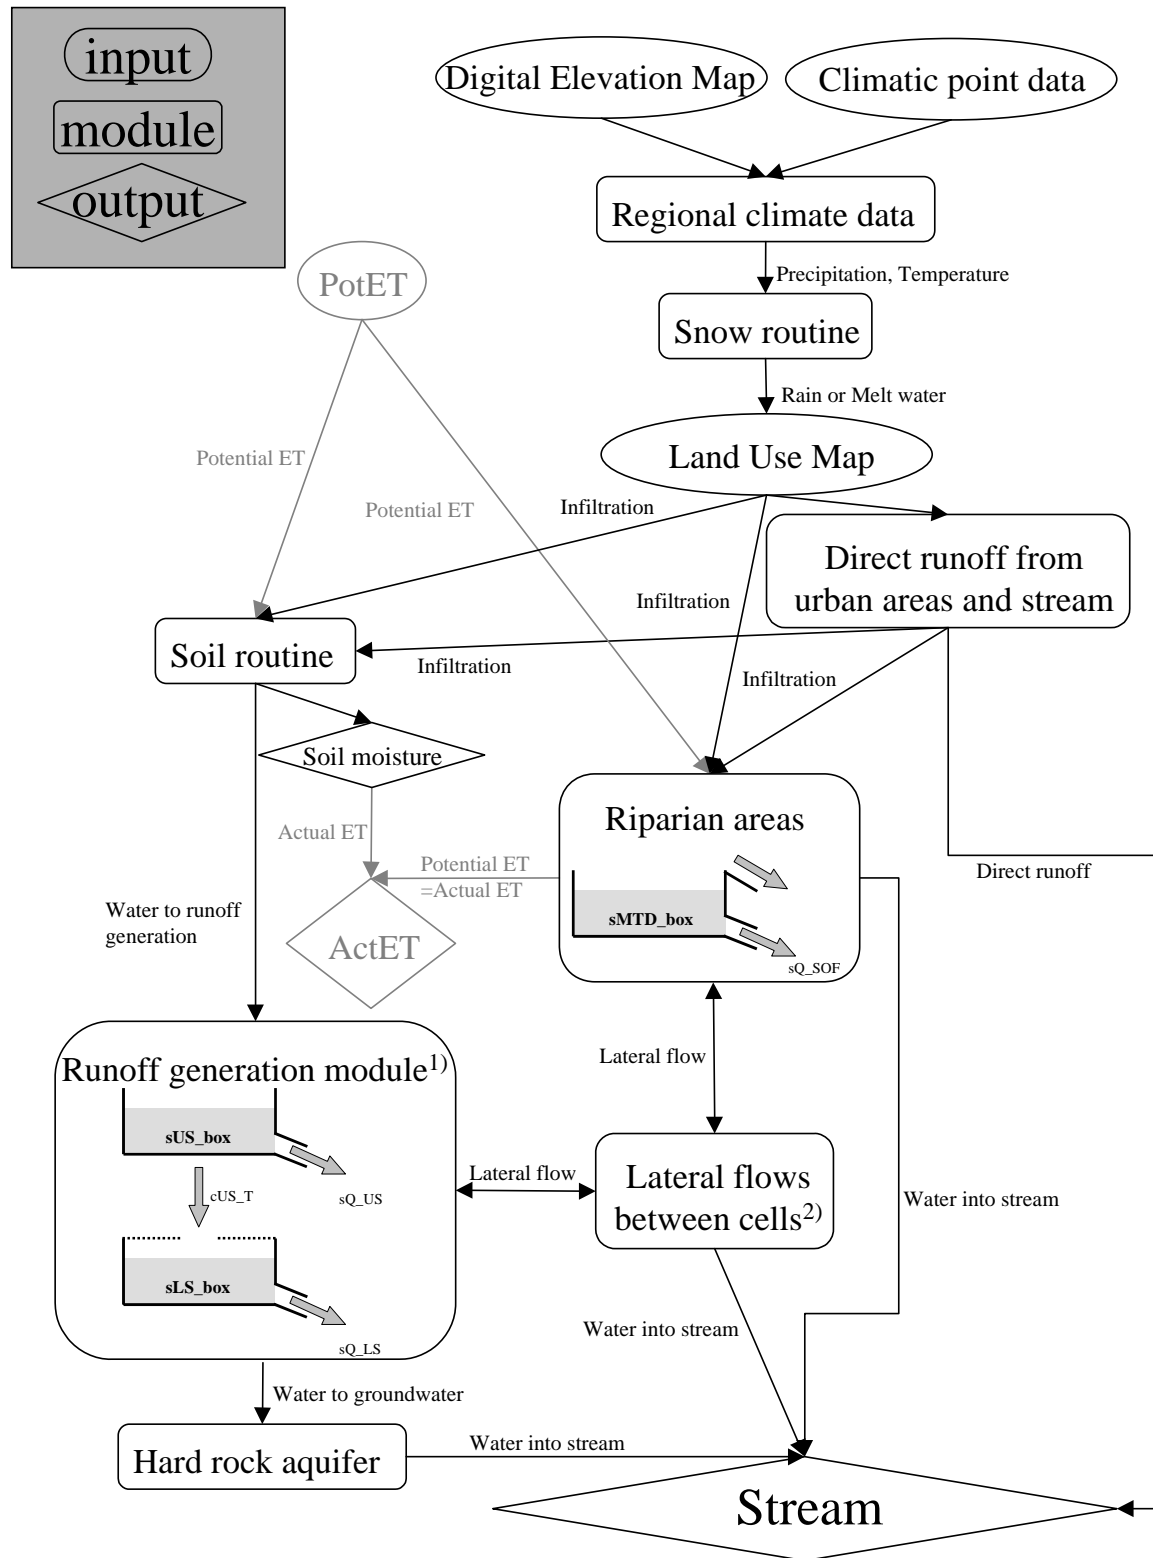 input
module
output
Digital Elevation Map
Climatic point data
Regional climate data
Precipitation, Temperature
PotET
Snow routine
Rain or Melt water
Land Use Map
Potential ET
Potential ET
Infiltration
Direct runoff from
urban areas and stream
Infiltration
Soil routine
Infiltration
Infiltration
Soil moisture
Riparian areas
Actual ET
Potential ET
=Actual ET
Direct runoff
Water to runoff
generation
sMTD_box
ActET
sQ_SOF
Runoff generation module1)
Lateral flow
sUS_box
cUS_T
sQ_US
Lateral flow
Lateral flows
between cells2)
Water into stream
sLS_box
sQ_LS
Water into stream
Water to groundwater
Hard rock aquifer
Water into stream
Stream